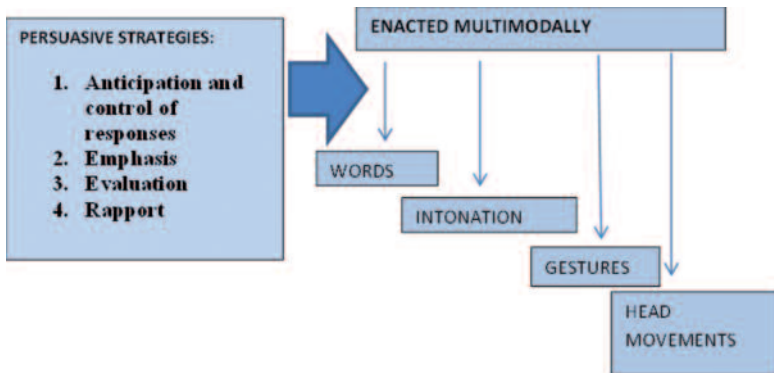 PERSUASIVE STRATEGIES:
1. Anticipation and
control of
responses
2. Emphasis
3. Evaluation
4. Rapport
ENACTED MULTIMODALLY
WORDS
INTONATION
GESTURES
HEAD
MOVEMENTS